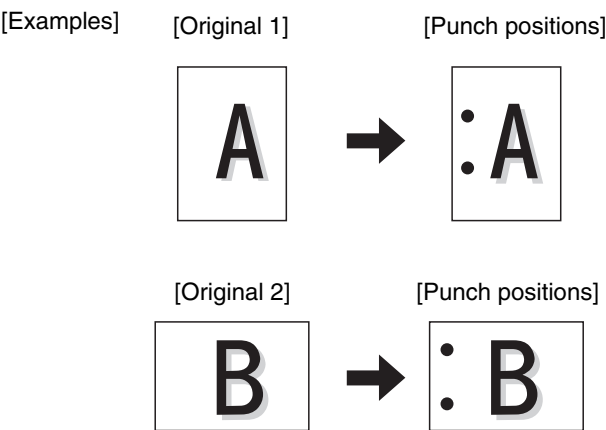 [Examples] [Original 1] [Punch positions]
A A
[Original 2] [Punch positions]
B B